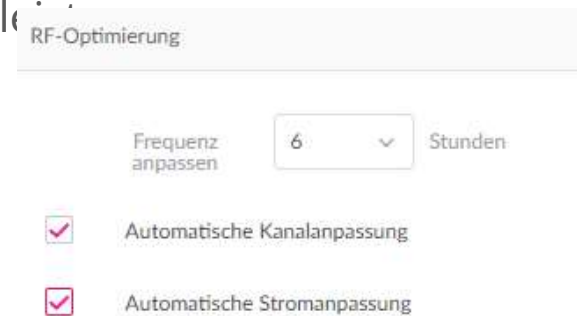 RF-Optimierung
Frequenz anpassen
6
Stunden
Automatische Kanalanpassung
Automatische Stromanpassung